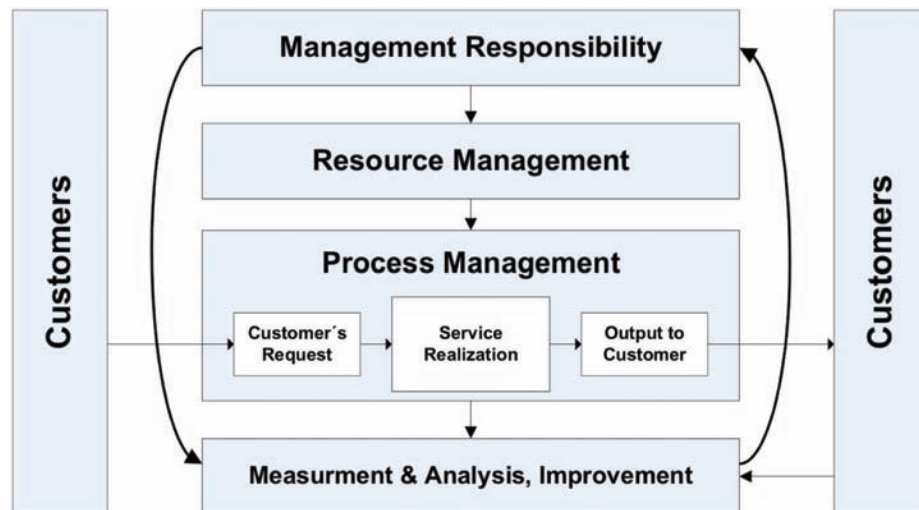 Customers
Management Responsibility
Resource Management
Process Management
Customer´s
Request
Service
Realization
Output to
Customer
Measurment & Analysis, Improvement
Customers